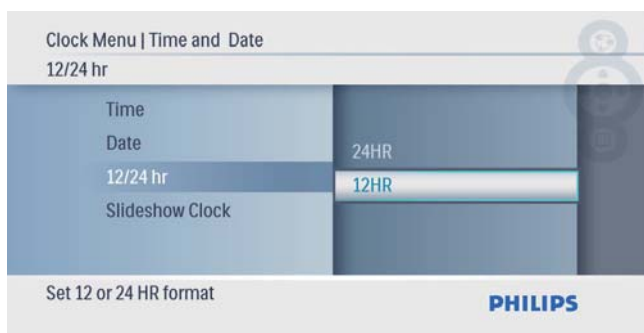 Clock Menu | Time and Date
12/24 hr
Time
Date
12/24 hr
Slideshow Clock
24HR
12HR
Set 12 or 24 HR format
PHILIPS